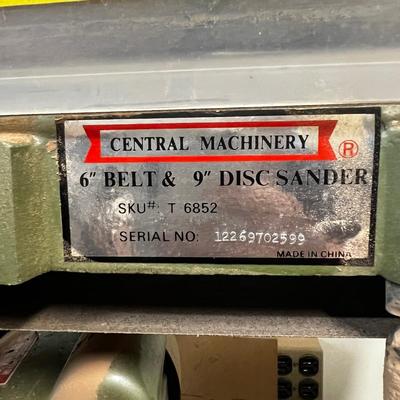 CENTRAL MACHINERY ®
6" BELT & 9" DISC SANDER
SKU# T 6852
SERIAL NO: 12269702599
MADE IN CHINA